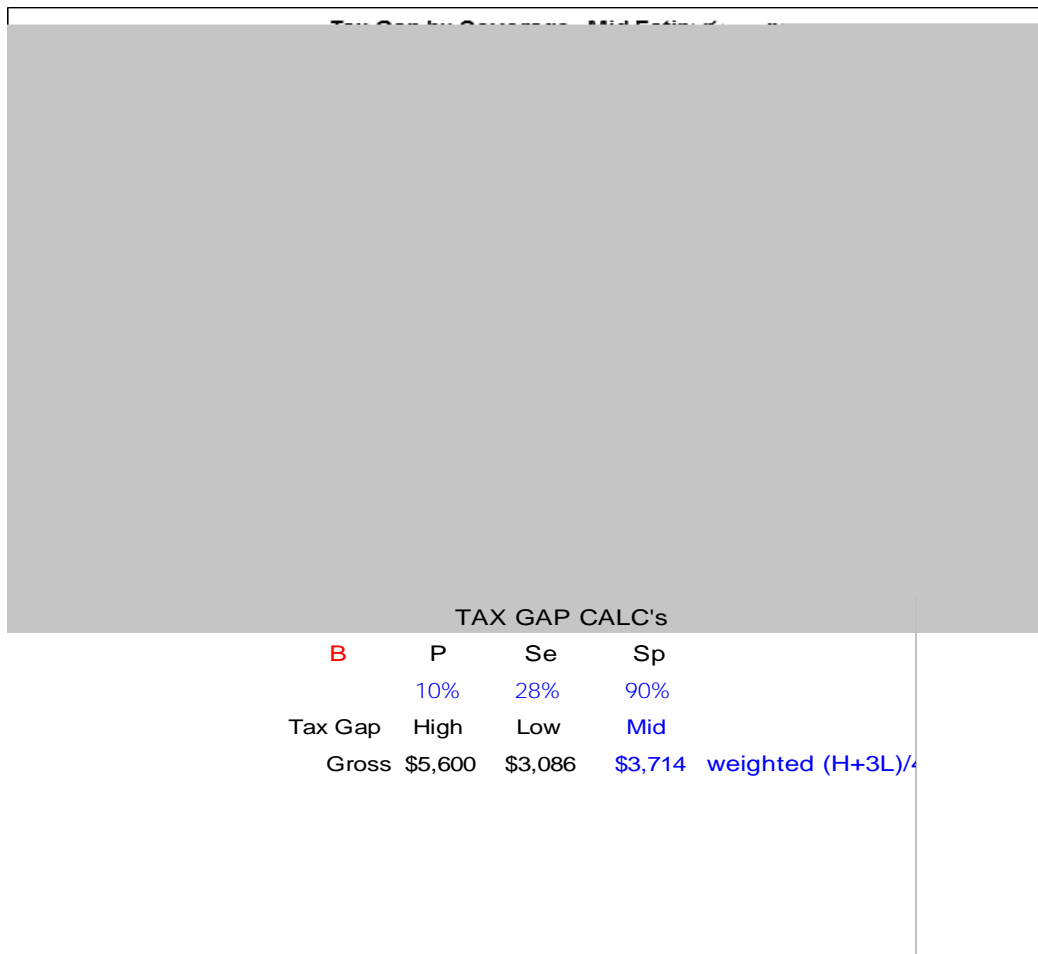 TAX GAP CALC's
B P Se Sp
10% 28% 90%
Tax Gap High Low Mid
Gross $5,600 $3,086 $3,714 weighted (H+3L)/